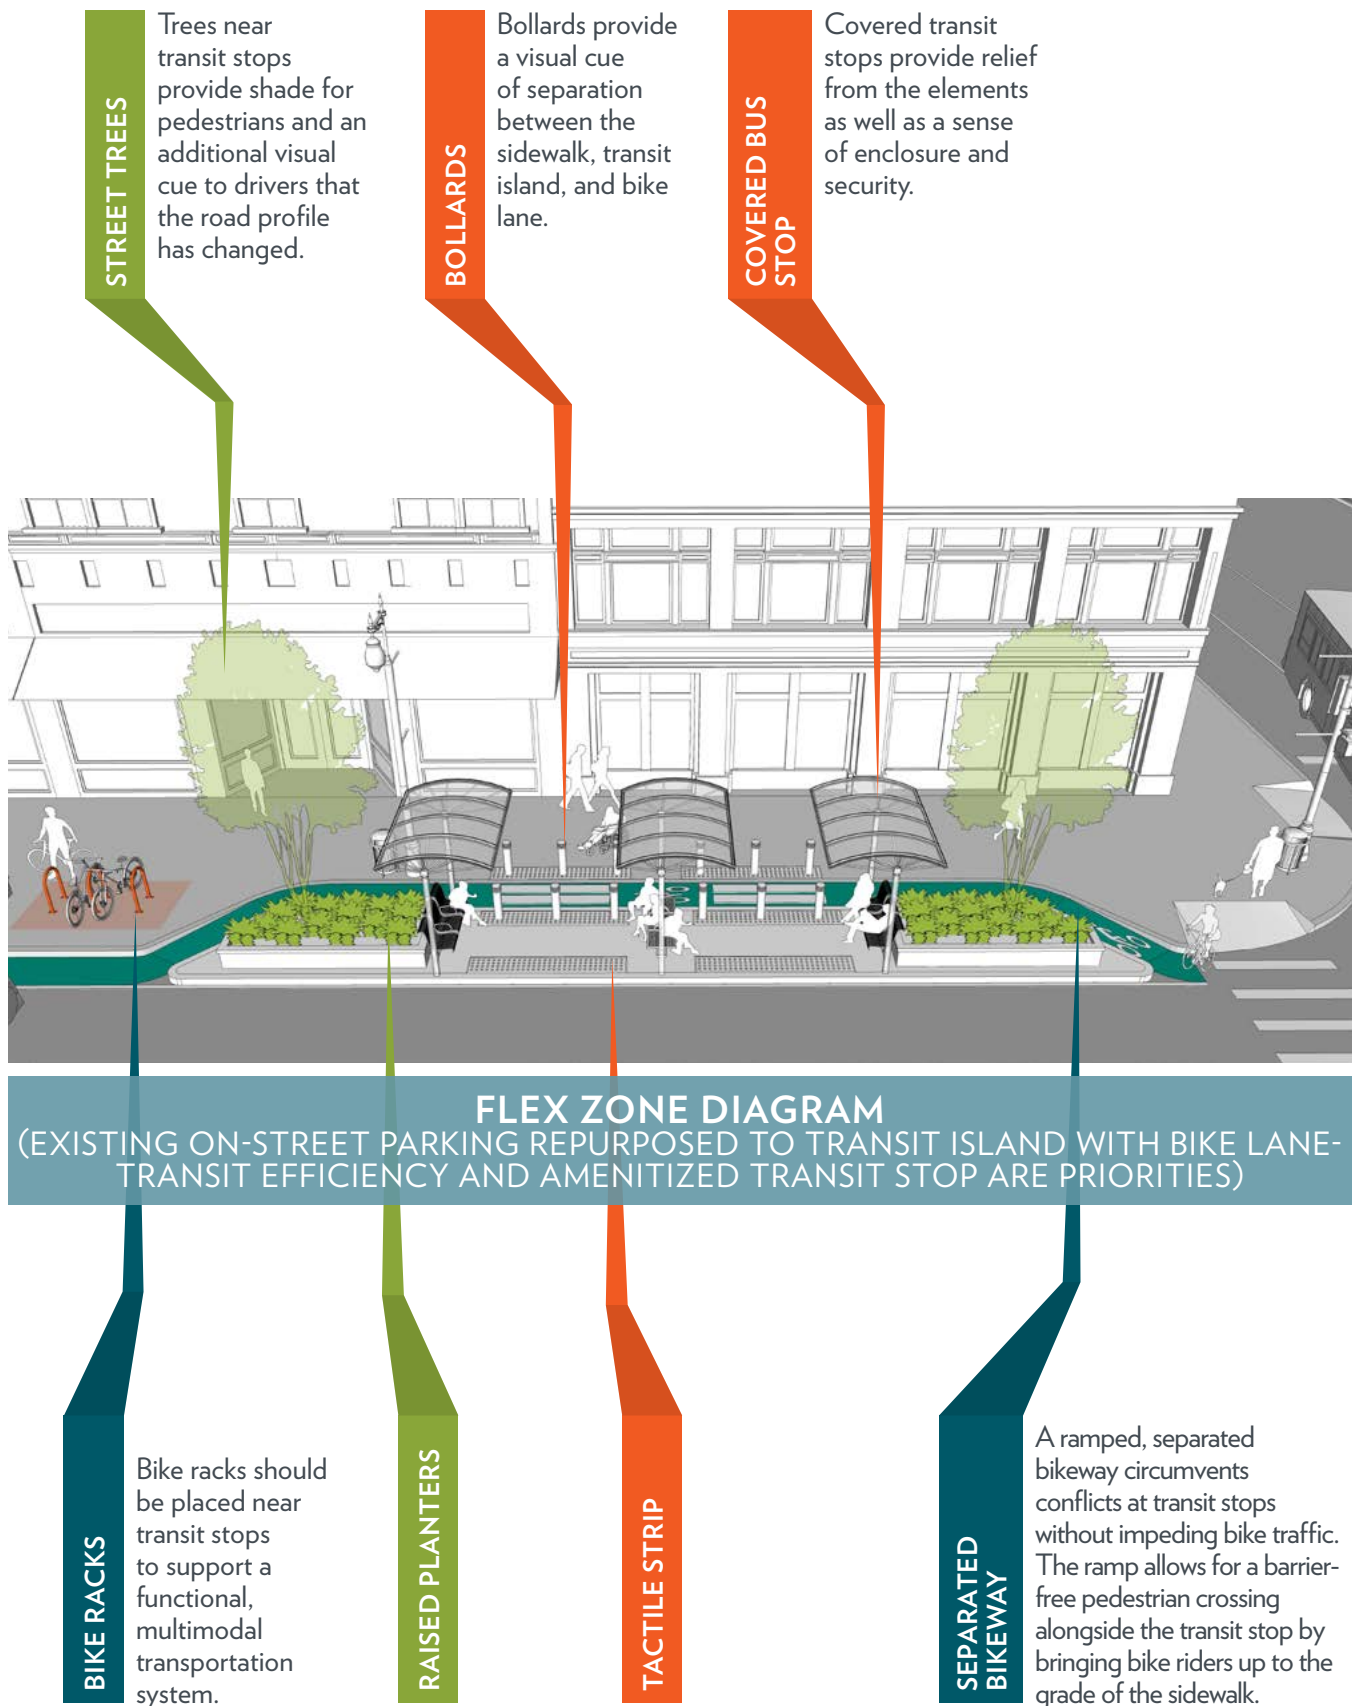 STREET TREES
Trees near
transit stops
provide shade for
pedestrians and an
additional visual
cue to drivers that
the road profile
has changed.
BOLLARDS
Bollards provide
a visual cue
of separation
between the
sidewalk, transit
island, and bike
lane.
COVERED BUS
STOP
Covered transit
stops provide relief
from the elements
as well as a sense
of enclosure and
security.
FLEX ZONE DIAGRAM
(EXISTING ON-STREET PARKING REPURPOSED TO TRANSIT ISLAND WITH BIKE LANE-
TRANSIT EFFICIENCY AND AMENITIZED TRANSIT STOP ARE PRIORITIES)
BIKE RACKS
Bike racks should
be placed near
transit stops
to support a
functional,
multimodal
transportation
system.
RAISED PLANTERS
TACTILE STRIP
SEPARATED
BIKEWAY
A ramped, separated
bikeway circumvents
conflicts at transit stops
without impeding bike traffic.
The ramp allows for a barrier-
free pedestrian crossing
alongside the transit stop by
bringing bike riders up to the
grade of the sidewalk.